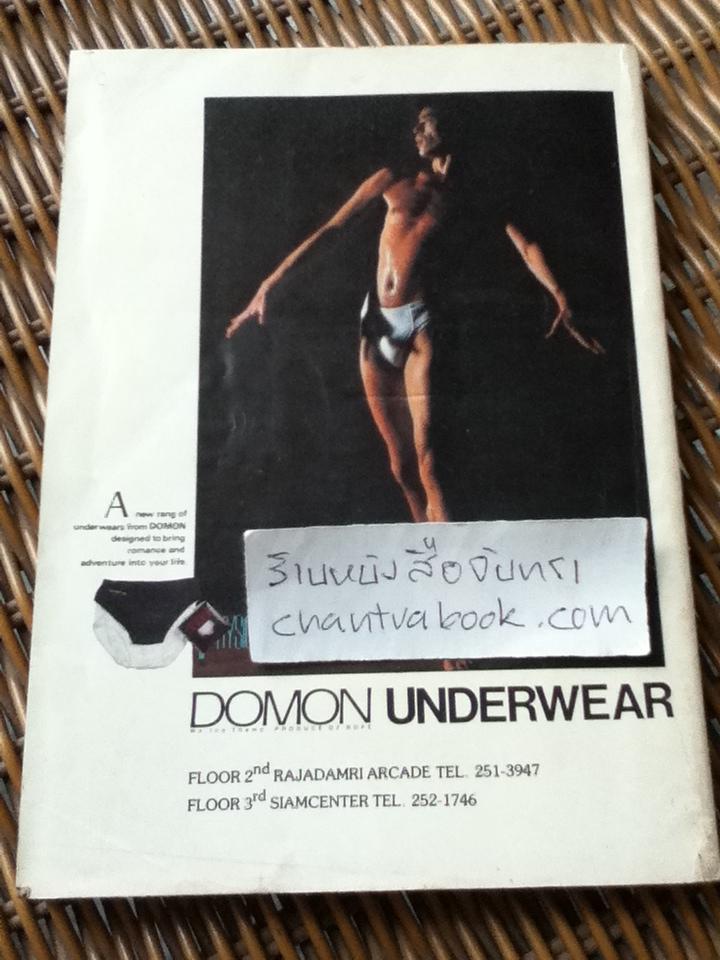 A new rang of
underwears from DOMON
designed to bring
romance and
adventure into your life.
ร้านหนังสือจันทรา
chantrabook.com
DOMON UNDERWEAR
FLOOR 2nd RAJADAMRI ARCADE TEL. 251-3947
FLOOR 3rd SIAMCENTER TEL. 252-1746